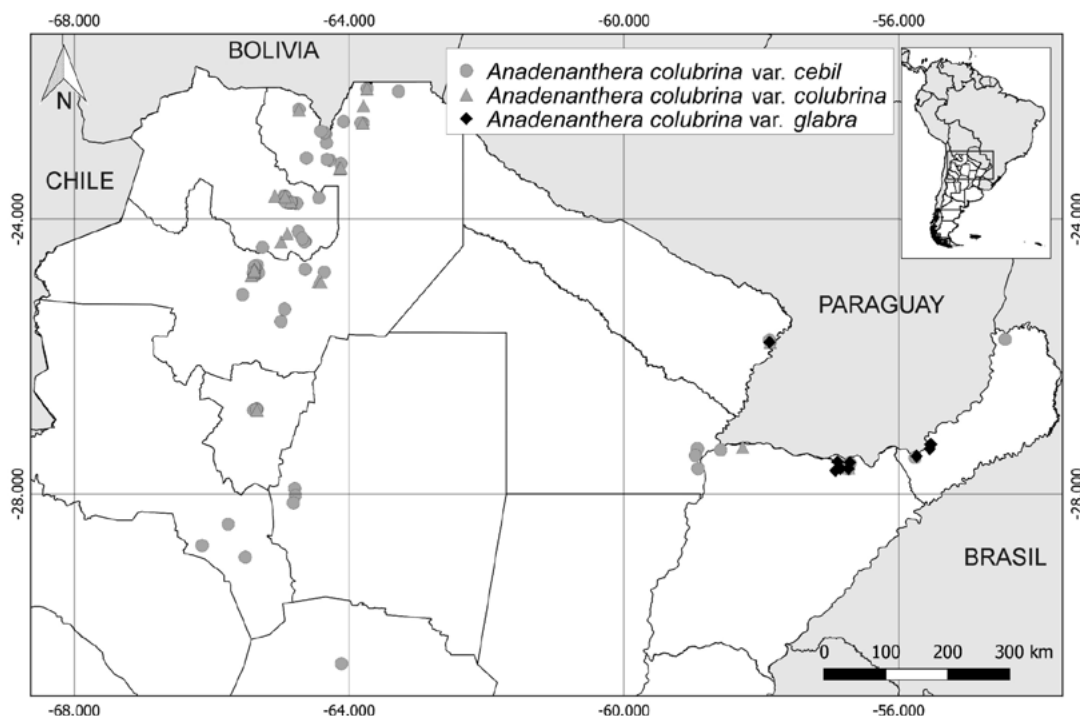 -68.000 -64.000 -60.000 -56.000
BOLIVIA
Anadenanthera colubrina var. cebil
Anadenanthera colubrina var. colubrina
Anadenanthera colubrina var. glabra
N
CHILE
-24.000 -24.000
PARAGUAY
-28.000 -28.000
BRASIL
0 100 200 300 km
-68.000 -64.000 -60.000 -56.000